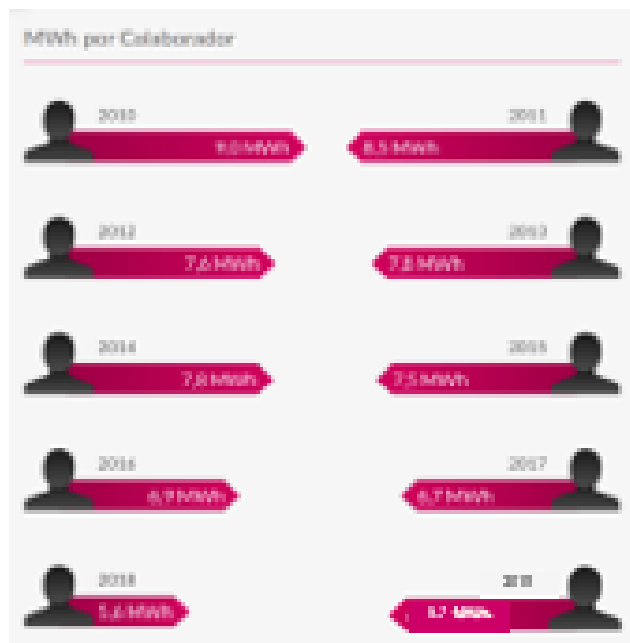 MWh por Colaborador
2010
2011
9,0 MWh
8,5 MWh
2012
2013
7,6 MWh
7,8 MWh
2014
2015
7,8 MWh
7,5 MWh
2016
2017
6,9 MWh
6,7 MWh
2018
5,6 MWh
MWh